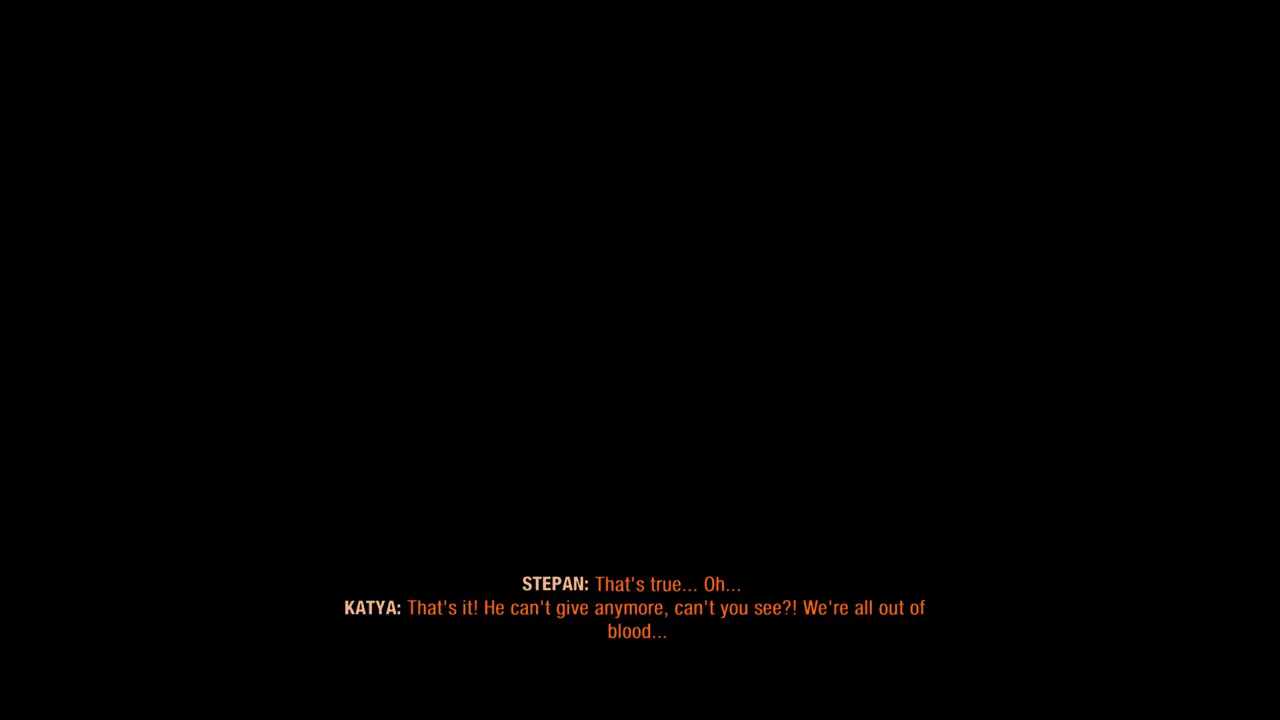 STEPAN: That's true... Oh...
KATYA: That's it! He can't give anymore, can't you see?! We're all out of
blood...